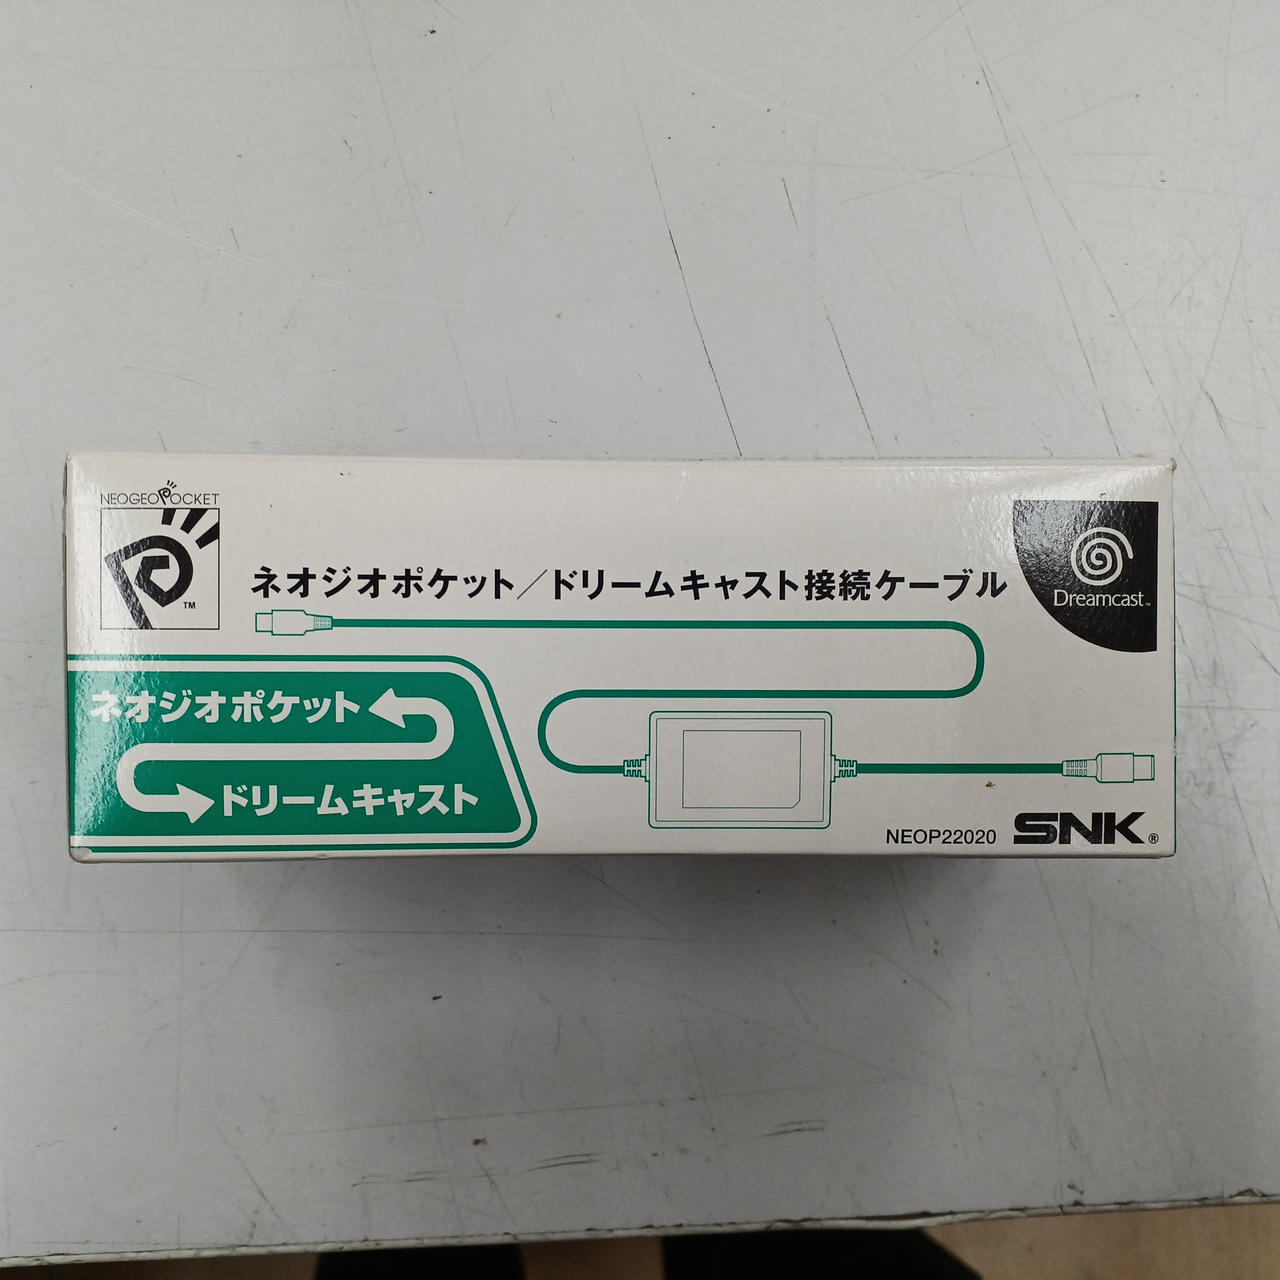 NEOGEO POCKET
TM
ネオジオポケット／ドリームキャスト接続ケーブル
Dreamcast™
ネオジオポケット
ドリームキャスト
NEOP22020 SNK®